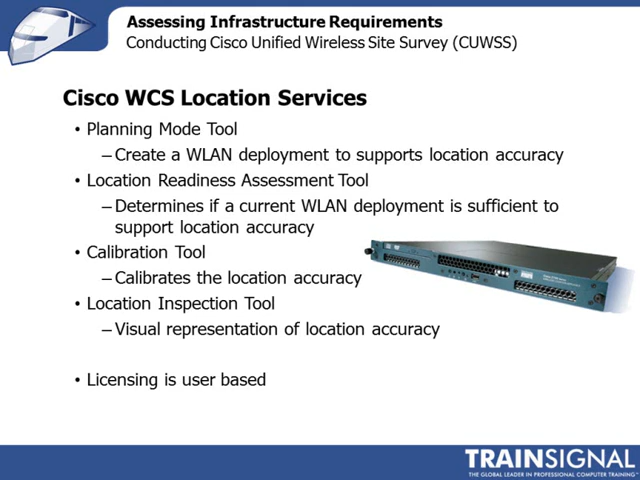 Assessing Infrastructure Requirements
Conducting Cisco Unified Wireless Site Survey (CUWSS)
Cisco WCS Location Services
• Planning Mode Tool
– Create a WLAN deployment to supports location accuracy
• Location Readiness Assessment Tool
– Determines if a current WLAN deployment is sufficient to
support location accuracy
• Calibration Tool
– Calibrates the location accuracy
• Location Inspection Tool
– Visual representation of location accuracy
• Licensing is user based
TRAINSIGNAL
THE GLOBAL LEADER IN PROFESSIONAL COMPUTER TRAINING